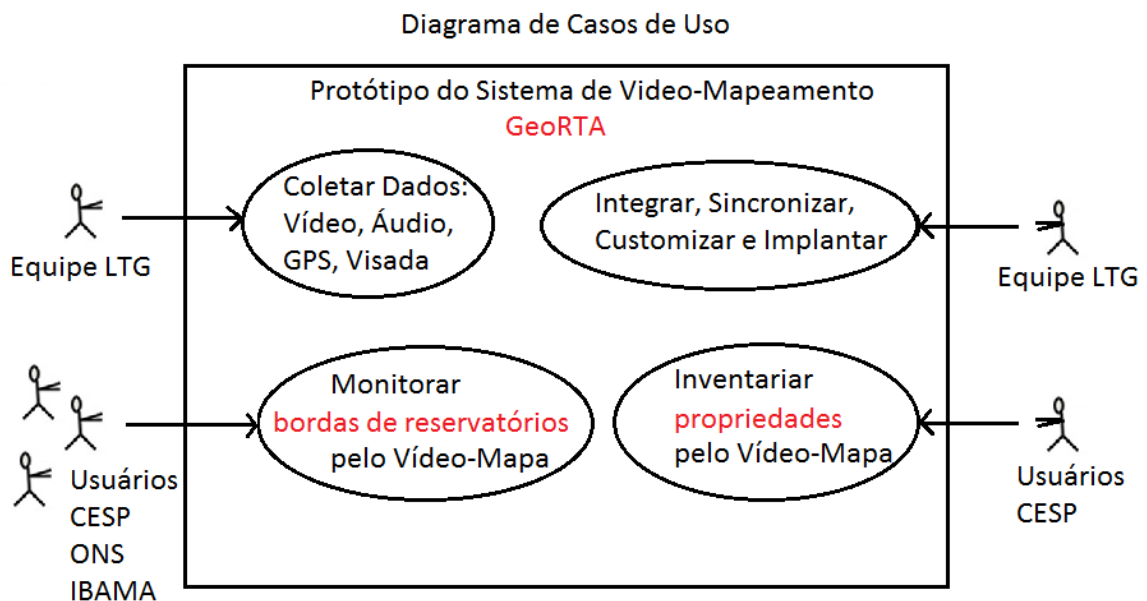 Diagrama de Casos de Uso
Protótipo do Sistema de Video-Mapeamento
GeoRTA
Coletar Dados:
Vídeo, Áudio,
GPS, Visada
Integrar, Sincronizar,
Customizar e Implantar
Equipe LTG
Equipe LTG
Monitorar
bordas de reservatórios
pelo Vídeo-Mapa
Inventariar
propriedades
pelo Vídeo-Mapa
Usuários
CESP
ONS
IBAMA
Usuários
CESP